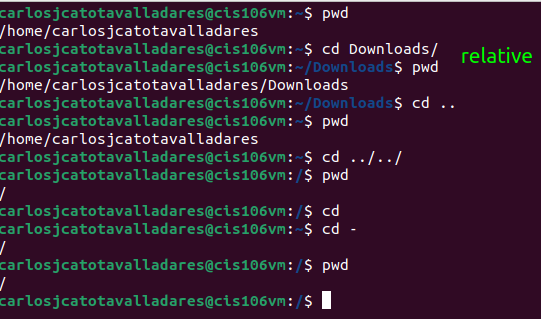 carlosjcatotavalladares@cis106vm:~$ pwd
/home/carlosjcatotavalladares
carlosjcatotavalladares@cis106vm:~$ cd Downloads/
relative
carlosjcatotavalladares@cis106vm:~/Downloads$ pwd
/home/carlosjcatotavalladares/Downloads
carlosjcatotavalladares@cis106vm:~/Downloads$ cd ..
carlosjcatotavalladares@cis106vm:~$ pwd
/home/carlosjcatotavalladares
carlosjcatotavalladares@cis106vm:~$ cd ../../
carlosjcatotavalladares@cis106vm:/$ pwd
/
carlosjcatotavalladares@cis106vm:/$ cd
carlosjcatotavalladares@cis106vm:~$ cd -
/
carlosjcatotavalladares@cis106vm:/$ pwd
/
carlosjcatotavalladares@cis106vm:/$